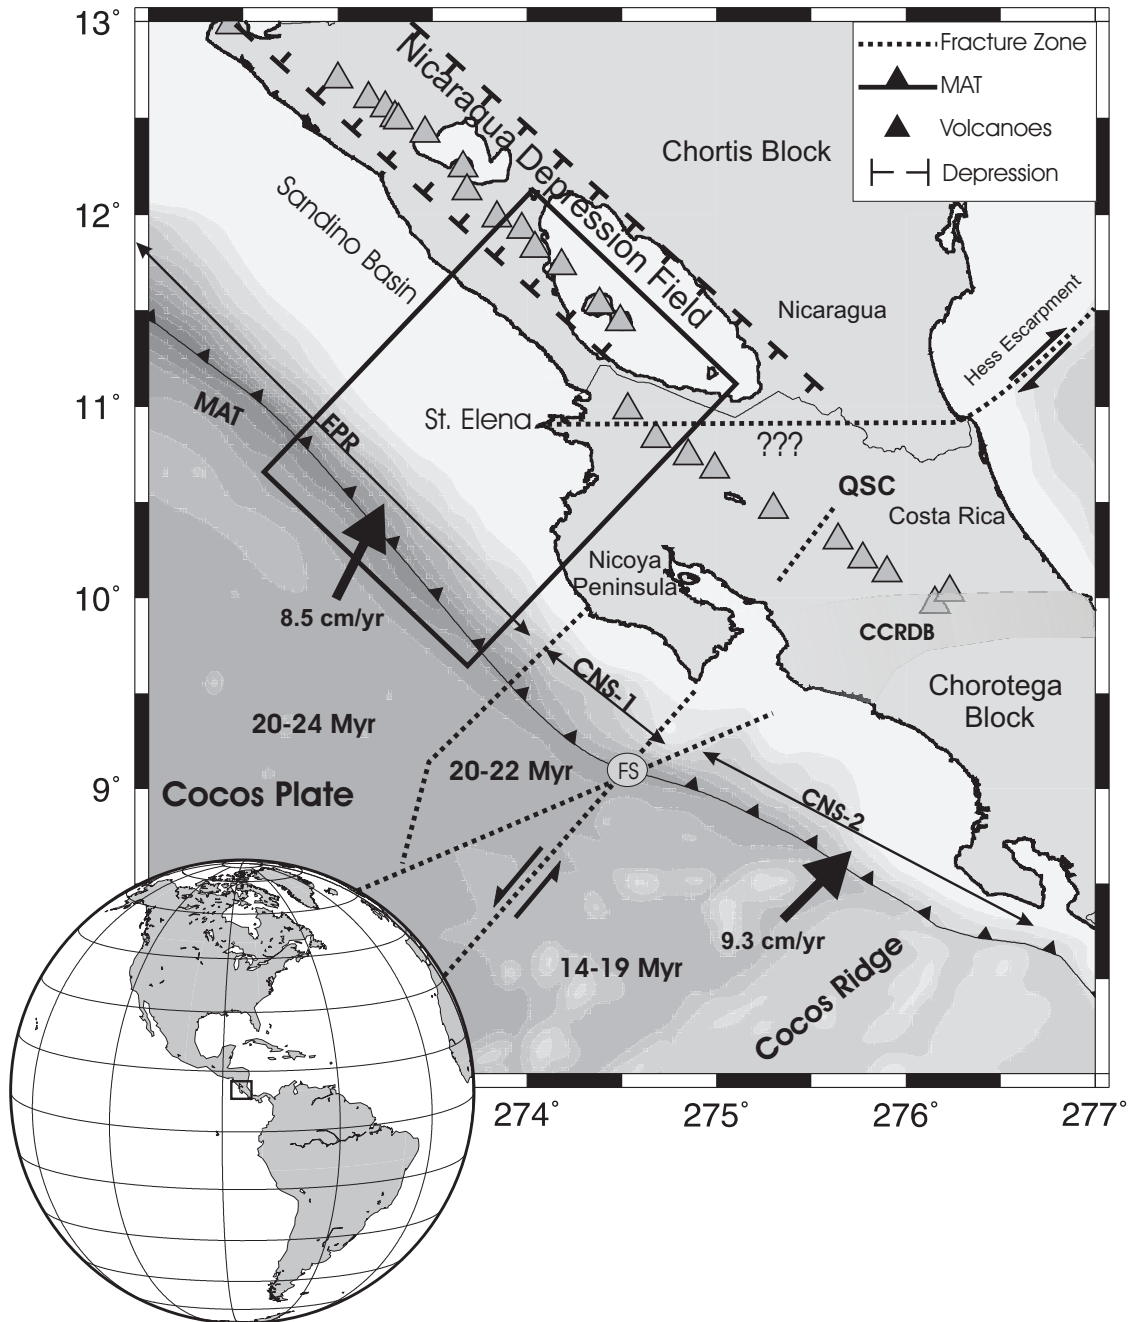 13°
Fracture Zone
MAT
Volcanoes
Depression
Nicaragua Depression Field
Chortis Block
12°
Sandino Basin
Nicaragua
Hess Escarpment
11°
MAT
EPR
St. Elena
???
QSC
Costa Rica
Nicoya
Peninsula
10°
8.5 cm/yr
CCRDB
CNS-1
Chorotega
Block
20-24 Myr
20-22 Myr
FS
9°
Cocos Plate
CNS-2
9.3 cm/yr
14-19 Myr
Cocos Ridge
274°
275°
276°
277°